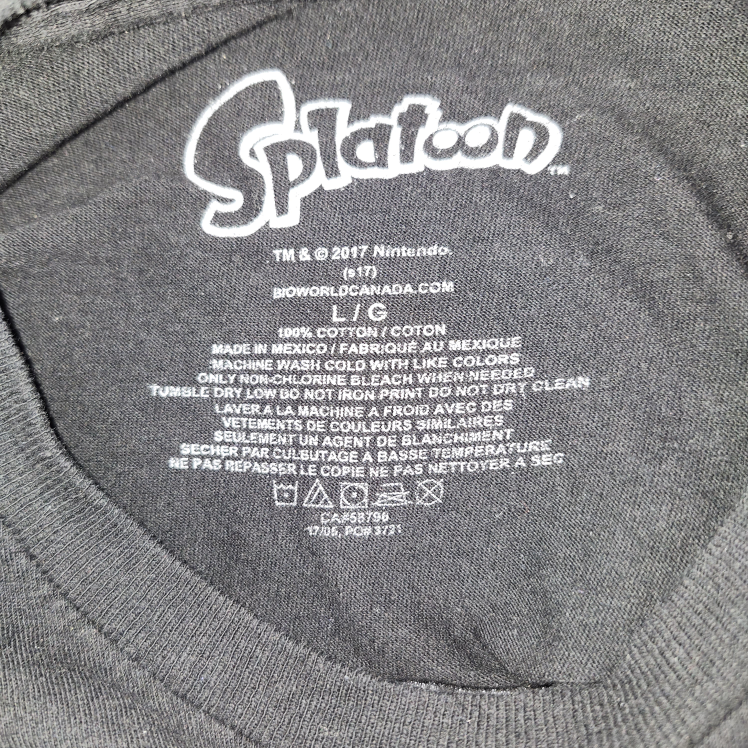 Splatoon™
TM & © 2017 Nintendo.
(s17)
BIOWORLDCANADA.COM
L / G
100% COTTON / COTON
MADE IN MEXICO / FABRIQUÉ AU MEXIQUE
MACHINE WASH COLD WITH LIKE COLORS
ONLY NON-CHLORINE BLEACH WHEN NEEDED
TUMBLE DRY LOW DO NOT IRON PRINT DO NOT DRY CLEAN
LAVER A LA MACHINE A FROID AVEC DES
VETEMENTS DE COULEURS SIMILAIRES
SEULEMENT UN AGENT DE BLANCHIMENT
SECHER PAR CULBUTAGE A BASSE TEMPERATURE
NE PAS REPASSER LE COPIE NE PAS NETTOYER A SEC
CA#58796
17/05, PO# 3721